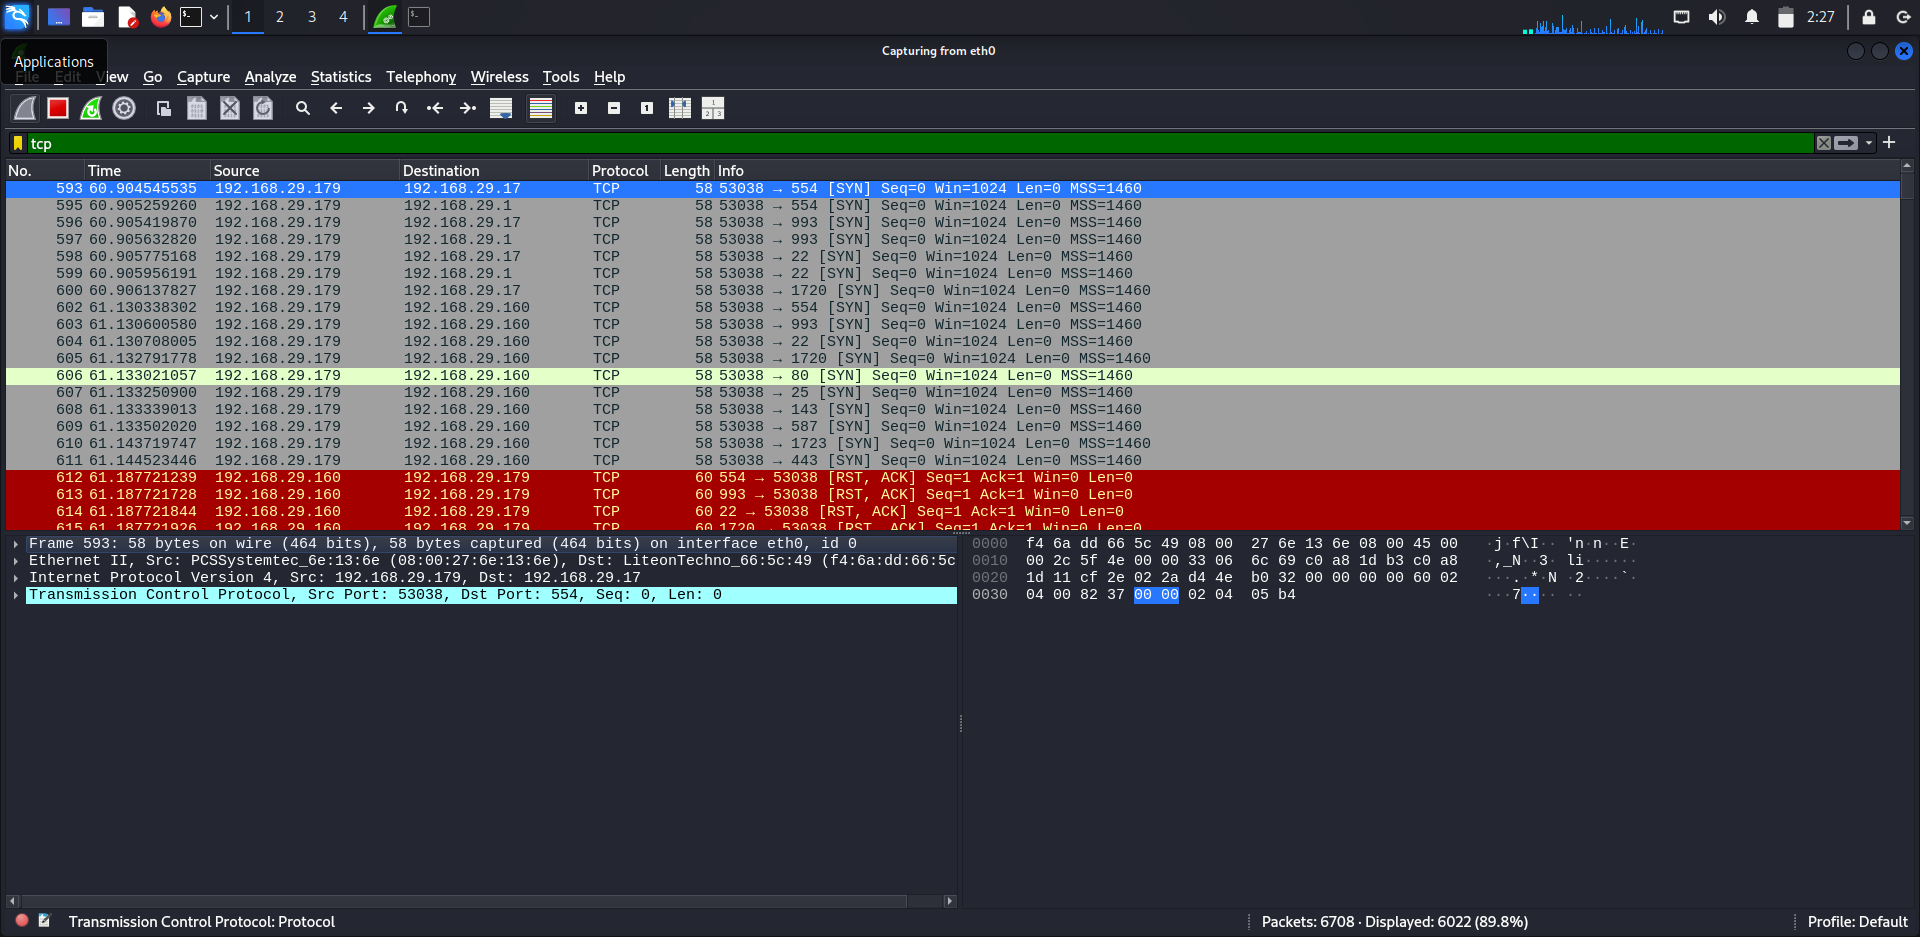 1 2 3 4 2:27
Capturing from eth0
Applications
File Edit View Go Capture Analyze Statistics Telephony Wireless Tools Help
tcp
No. Time Source Destination Protocol Length Info
593 60.904545535 192.168.29.179 192.168.29.17 TCP 58 53038 → 554 [SYN] Seq=0 Win=1024 Len=0 MSS=1460
595 60.905259260 192.168.29.179 192.168.29.1 TCP 58 53038 → 554 [SYN] Seq=0 Win=1024 Len=0 MSS=1460
596 60.905419870 192.168.29.179 192.168.29.17 TCP 58 53038 → 993 [SYN] Seq=0 Win=1024 Len=0 MSS=1460
597 60.905632820 192.168.29.179 192.168.29.1 TCP 58 53038 → 993 [SYN] Seq=0 Win=1024 Len=0 MSS=1460
598 60.905775168 192.168.29.179 192.168.29.17 TCP 58 53038 → 22 [SYN] Seq=0 Win=1024 Len=0 MSS=1460
599 60.905956191 192.168.29.179 192.168.29.1 TCP 58 53038 → 22 [SYN] Seq=0 Win=1024 Len=0 MSS=1460
600 60.906137827 192.168.29.179 192.168.29.17 TCP 58 53038 → 1720 [SYN] Seq=0 Win=1024 Len=0 MSS=1460
602 61.130338302 192.168.29.179 192.168.29.160 TCP 58 53038 → 554 [SYN] Seq=0 Win=1024 Len=0 MSS=1460
603 61.130600580 192.168.29.179 192.168.29.160 TCP 58 53038 → 993 [SYN] Seq=0 Win=1024 Len=0 MSS=1460
604 61.130708005 192.168.29.179 192.168.29.160 TCP 58 53038 → 22 [SYN] Seq=0 Win=1024 Len=0 MSS=1460
605 61.132791778 192.168.29.179 192.168.29.160 TCP 58 53038 → 1720 [SYN] Seq=0 Win=1024 Len=0 MSS=1460
606 61.133021057 192.168.29.179 192.168.29.160 TCP 58 53038 → 80 [SYN] Seq=0 Win=1024 Len=0 MSS=1460
607 61.133250900 192.168.29.179 192.168.29.160 TCP 58 53038 → 25 [SYN] Seq=0 Win=1024 Len=0 MSS=1460
608 61.133339013 192.168.29.179 192.168.29.160 TCP 58 53038 → 143 [SYN] Seq=0 Win=1024 Len=0 MSS=1460
609 61.133502020 192.168.29.179 192.168.29.160 TCP 58 53038 → 587 [SYN] Seq=0 Win=1024 Len=0 MSS=1460
610 61.143719747 192.168.29.179 192.168.29.160 TCP 58 53038 → 1723 [SYN] Seq=0 Win=1024 Len=0 MSS=1460
611 61.144523446 192.168.29.179 192.168.29.160 TCP 58 53038 → 443 [SYN] Seq=0 Win=1024 Len=0 MSS=1460
612 61.187721239 192.168.29.160 192.168.29.179 TCP 60 554 → 53038 [RST, ACK] Seq=1 Ack=1 Win=0 Len=0
613 61.187721728 192.168.29.160 192.168.29.179 TCP 60 993 → 53038 [RST, ACK] Seq=1 Ack=1 Win=0 Len=0
614 61.187721844 192.168.29.160 192.168.29.179 TCP 60 22 → 53038 [RST, ACK] Seq=1 Ack=1 Win=0 Len=0
615 61.187721926 192.168.29.160 192.168.29.179 TCP 60 1720 → 53038 [RST, ACK] Seq=1 Ack=1 Win=0 Len=0
Frame 593: 58 bytes on wire (464 bits), 58 bytes captured (464 bits) on interface eth0, id 0
Ethernet II, Src: PCSSystemtec_6e:13:6e (08:00:27:6e:13:6e), Dst: LiteonTechno_66:5c:49 (f4:6a:dd:66:5c
Internet Protocol Version 4, Src: 192.168.29.179, Dst: 192.168.29.17
Transmission Control Protocol, Src Port: 53038, Dst Port: 554, Seq: 0, Len: 0
0000 f4 6a dd 66 5c 49 08 00 27 6e 13 6e 08 00 45 00 ·j·f\I·· 'n·n··E·
0010 00 2c 5f 4e 00 00 33 06 6c 69 c0 a8 1d b3 c0 a8 ·,_N··3· li······
0020 1d 11 cf 2e 02 2a d4 4e b0 32 00 00 00 00 60 02 ···.·*·N ·2····`·
0030 04 00 82 37 00 00 02 04 05 b4 ···7···· ··
Transmission Control Protocol: Protocol
Packets: 6708 · Displayed: 6022 (89.8%)
Profile: Default